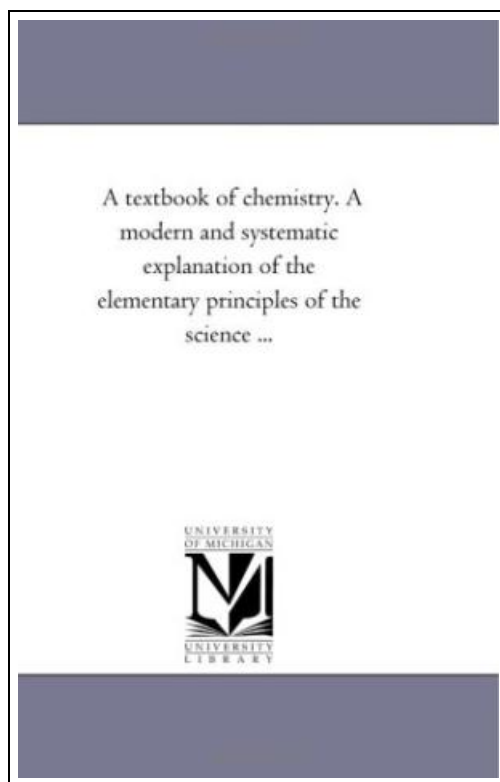 A textbook of chemistry. A
modern and systematic
explanation of the
elementary principles of the
science ...
UNIVERSITY
OF MICHIGAN
UNIVERSITY
LIBRARY